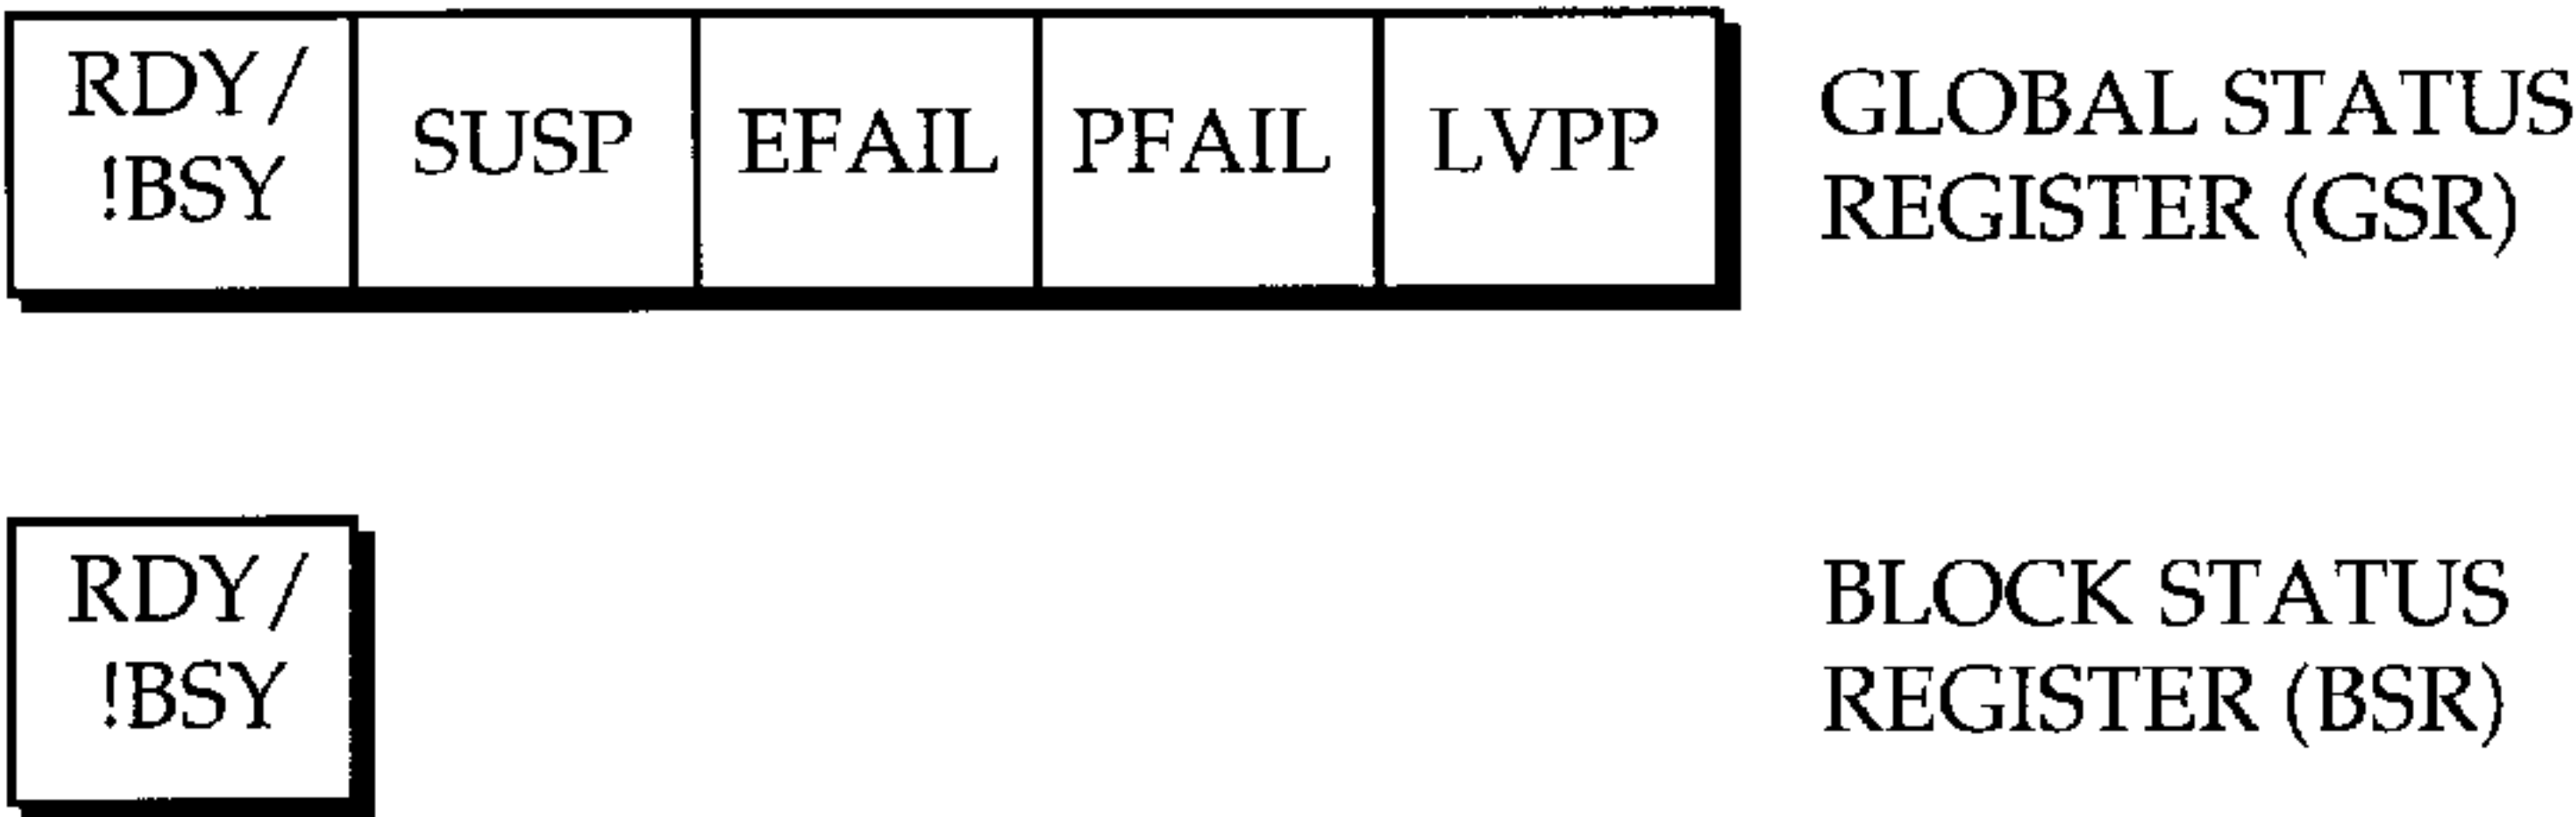 RDY/
!BSY
SUSP
EFAIL
PFAIL
LVPP
GLOBAL STATUS
REGISTER (GSR)
RDY/
!BSY
BLOCK STATUS
REGISTER (BSR)